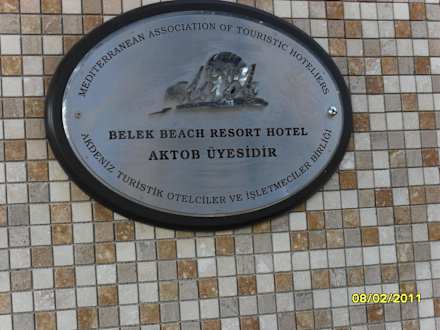 MEDITERRANEAN ASSOCIATION OF TOURISTIC HOTELIERS
BELEK BEACH RESORT HOTEL
AKTOB ÜYESİDİR
AKDENİZ TURİSTİK OTELCİLER VE İŞLETMECİLER BİRLİĞİ
08/02/2011